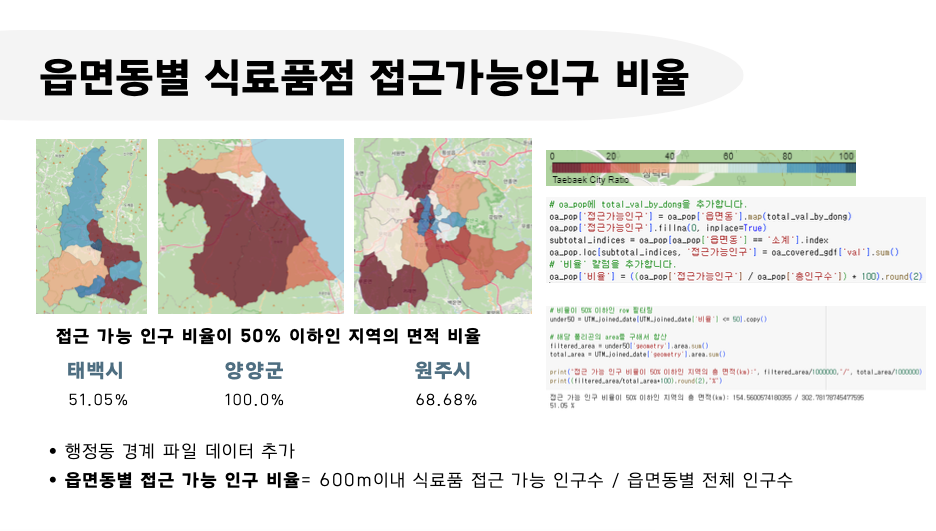 읍면동별 식료품점 접근가능인구 비율
0 20 40 60 80 100
Taebaek City Ratio
# oa_pop에 total_val_by_dong을 추가합니다.
oa_pop['접근가능인구'] = oa_pop['읍면동'].map(total_val_by_dong)
oa_pop['접근가능인구'].fillna(0, inplace=True)
subtotal_indices = oa_pop[oa_pop['읍면동'] == '소계'].index
oa_pop.loc[subtotal_indices, '접근가능인구'] = oa_covered_gdf['val'].sum()
# '비율' 칼럼을 추가합니다.
oa_pop['비율'] = ((oa_pop['접근가능인구'] / oa_pop['총인구수']) * 100).round(2)
# 비율이 50% 이하인 row 필터링
under50 = UTM_joined_date[UTM_joined_date['비율'] <= 50].copy()
# 해당 폴리곤의 area를 구해서 합산
filtered_area = under50['geometry'].area.sum()
total_area = UTM_joined_date['geometry'].area.sum()
print('접근 가능 인구 비율이 50% 이하인 지역의 총 면적(km):', filtered_area/1000000,'/', total_area/1000000)
print((filtered_area/total_area*100).round(2),'%')
접근 가능 인구 비율이 50% 이하인 지역의 총 면적(km): 154.5600574180355 / 302.78178745477595
51.05 %
접근 가능 인구 비율이 50% 이하인 지역의 면적 비율
태백시 양양군 원주시
51.05% 100.0% 68.68%
• 행정동 경계 파일 데이터 추가
• 읍면동별 접근 가능 인구 비율= 600m이내 식료품 접근 가능 인구수 / 읍면동별 전체 인구수